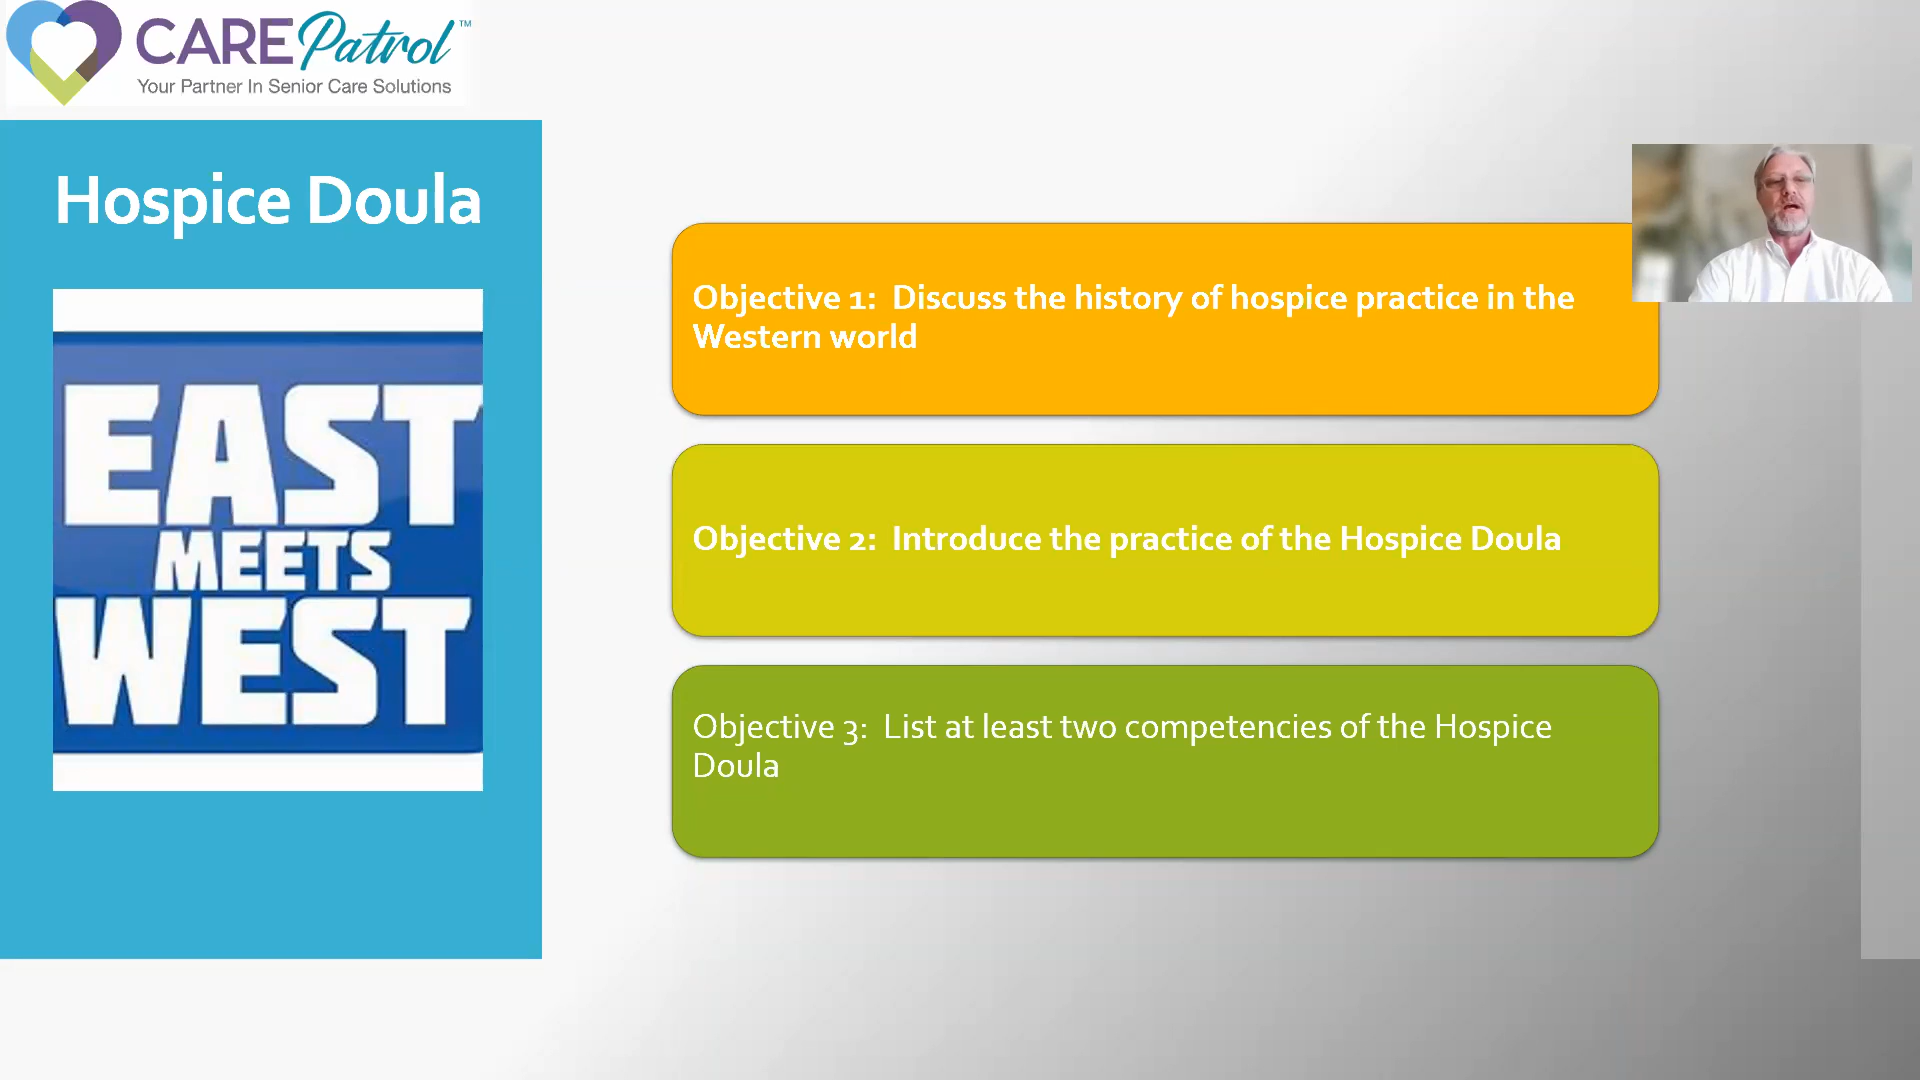 CAREPatrol™
Your Partner In Senior Care Solutions
Hospice Doula
EAST
MEETS
WEST
Objective 1:  Discuss the history of hospice practice in the
Western world
Objective 2:  Introduce the practice of the Hospice Doula
Objective 3:  List at least two competencies of the Hospice
Doula